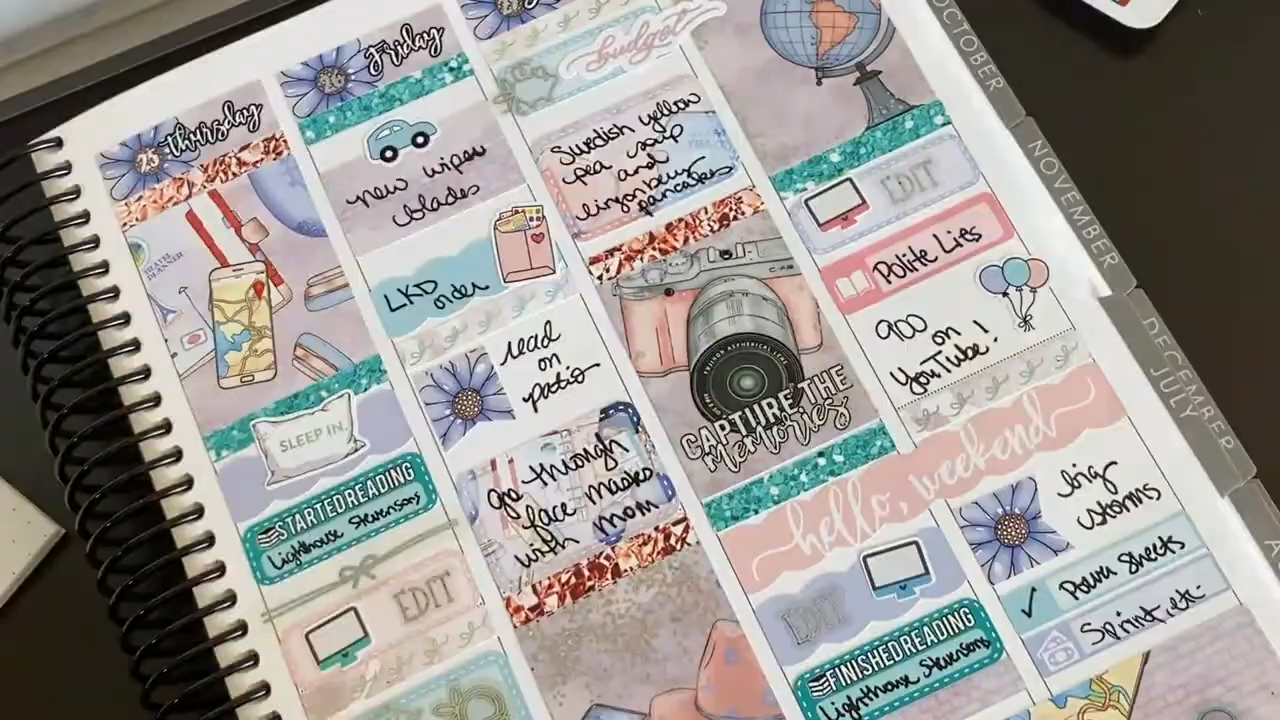 OCTOBER
NOVEMBER
DECEMBER
JULY
Thursday
25
TRAVEL
PLANNER
SLEEP IN.
STARTED READING
Lighthouse Stevensons
EDIT
Friday
26
new wiper
blades
LKD
order
read
on
patio
go through
face masks
with mom
budget
Swedish yellow
pea soup
and
lingonberry
pancakes
CAPTURE THE
Memories
hello, weekend
EDIT
FINISHED READING
Lighthouse Stevensons
EDIT
Polite Lies
900
on
YouTube!
big
storms
Power Sheets
Sprint, etc.